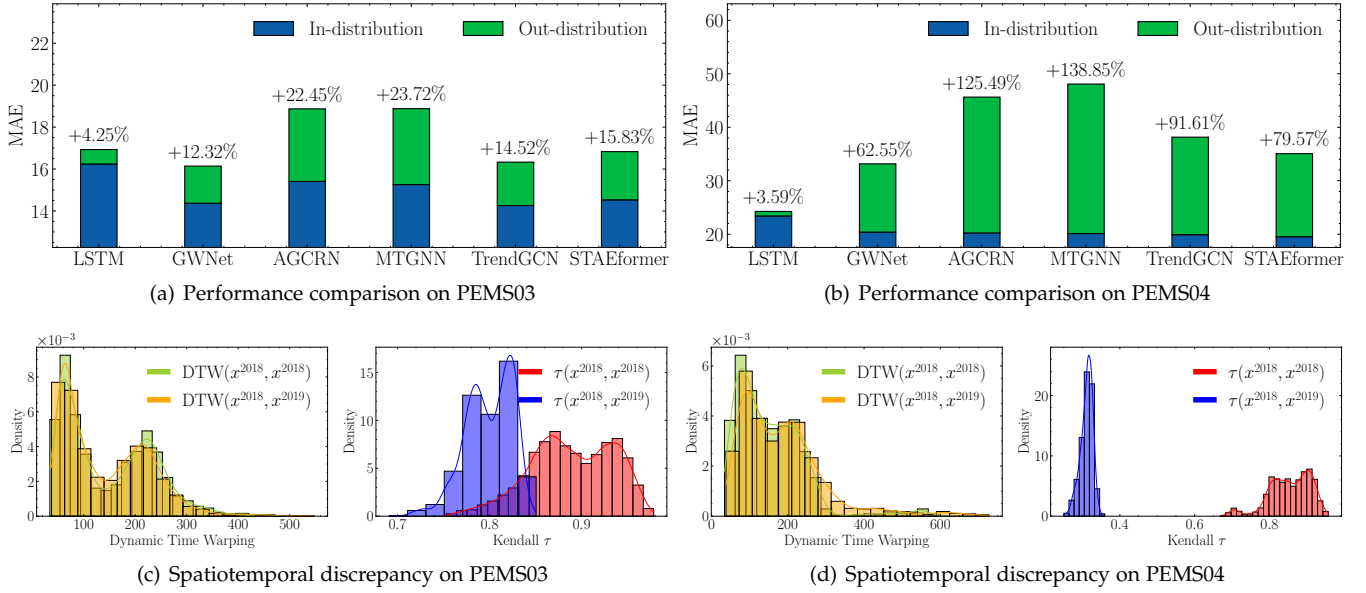 In-distribution Out-distribution
22
20
18
16
14
MAE
+4.25%
+12.32%
+22.45%
+23.72%
+14.52%
+15.83%
LSTM GWNet AGCRN MTGNN TrendGCN STAEformer
(a) Performance comparison on PEMS03
In-distribution Out-distribution
60
50
40
30
20
MAE
+3.59%
+62.55%
+125.49%
+138.85%
+91.61%
+79.57%
LSTM GWNet AGCRN MTGNN TrendGCN STAEformer
(b) Performance comparison on PEMS04
×10⁻³
8
6
4
2
0
Density
DTW(x²⁰¹⁸, x²⁰¹⁸)
DTW(x²⁰¹⁸, x²⁰¹⁹)
100 200 300 400 500
Dynamic Time Warping
15
10
5
0
Density
τ(x²⁰¹⁸, x²⁰¹⁸)
τ(x²⁰¹⁸, x²⁰¹⁹)
0.7 0.8 0.9
Kendall τ
(c) Spatiotemporal discrepancy on PEMS03
×10⁻³
6
4
2
0
Density
DTW(x²⁰¹⁸, x²⁰¹⁸)
DTW(x²⁰¹⁸, x²⁰¹⁹)
0 200 400 600
Dynamic Time Warping
20
10
0
Density
τ(x²⁰¹⁸, x²⁰¹⁸)
τ(x²⁰¹⁸, x²⁰¹⁹)
0.4 0.6 0.8
Kendall τ
(d) Spatiotemporal discrepancy on PEMS04